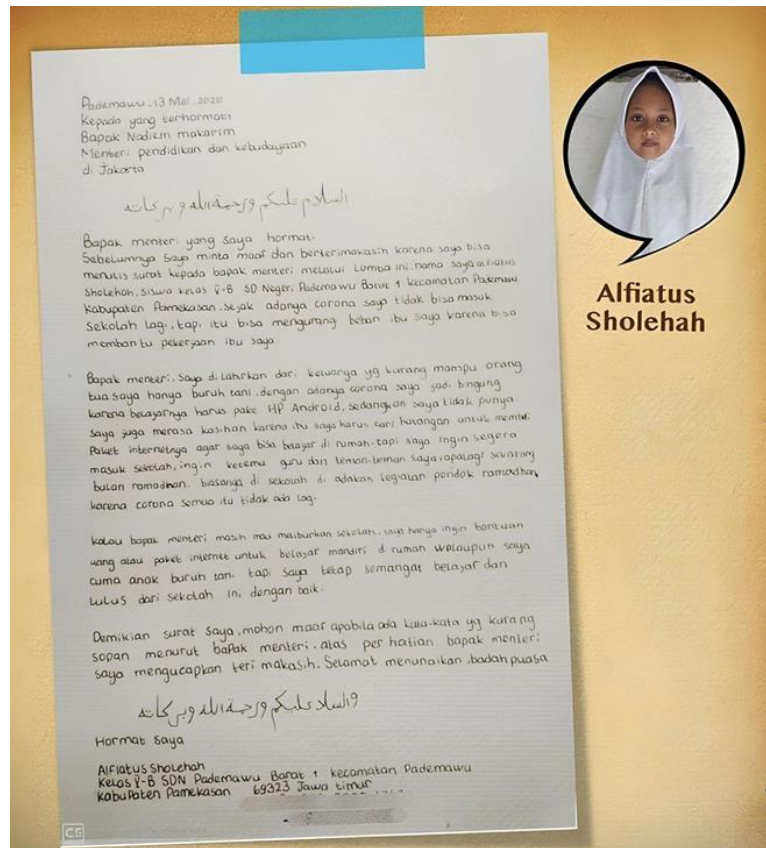 Pademawu, 13 Mei 2020
Kepada yang terhormat
Bapak Nadiem makarim
Menteri pendidikan dan kebudayaan
di Jakarta
السلام عليكم ورحمة الله وبركاته
Bapak menteri yang saya hormati.
Sebelumnya saya minta maaf dan berterimakasih karena saya bisa
menulis surat kepada bapak menteri melalui Lomba ini. nama saya alfiatus
Sholehah, siswa kelas V-B SD Negeri Pademawu Barat 1 kecamatan Pademawu
Kabupaten Pamekasan. sejak adanya corona saya tidak bisa masuk
sekolah lagi, tapi itu bisa mengurang beban ibu saya karena bisa
membantu pekerjaan ibu saya.
Bapak menteri, saya di lahirkan dari keluarga yg kurang mampu orang
tua saya hanya buruh tani. dengan adanya corona saya jadi bingung
karena belajarnya harus pake HP Android, sedangkan saya tidak punya.
Saya juga merasa kasihan karena ibu saya harus cari hutangan untuk membeli
Paket internetnya agar saya bisa belajar di rumah. tapi saya ingin segera
masuk sekolah, ingin ketemu guru dan teman-teman saya. apalagi sekarang
bulan ramadhan. biasanya di sekolah di adakan kegiatan pondok ramadhan
karena corona semua itu tidak ada lagi.
Kalau bapak menteri masih mau meliburkan sekolah. saya hanya ingin bantuan
uang atau paket internet untuk belajar mandiri di rumah walaupun saya
cuma anak buruh tani. tapi saya tetap semangat belajar dan
Lulus dari sekolah ini dengan baik.
Demikian surat saya, mohon maaf apabila ada kata-kata yg kurang
sopan menurut bapak menteri. atas perhatian bapak menteri
saya mengucapkan teri makasih. Selamat menunaikan ibadah puasa
والسلام عليكم ورحمة الله وبركاته
Hormat saya
Alfiatus Sholehah
Kelas V-B SDN Pademawu Barat 1 kecamatan Pademawu
Kabupaten Pamekasan 69323 Jawa timur
CS
Alfiatus
Sholehah